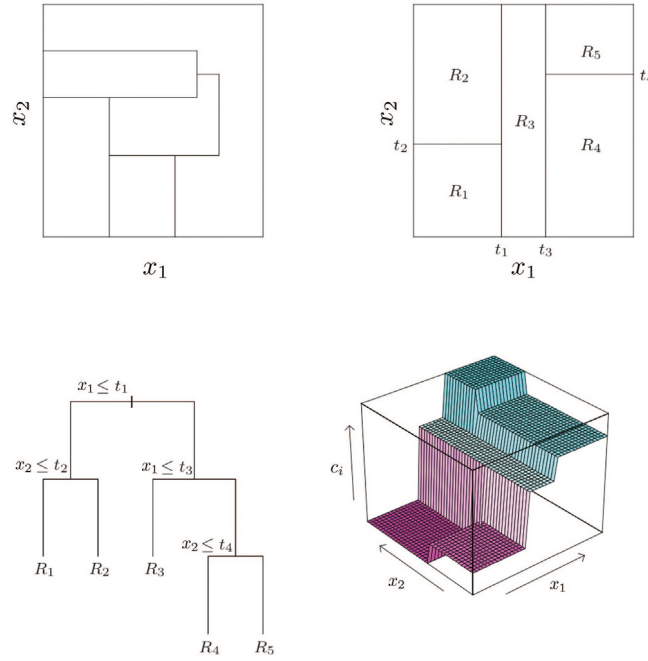 x₂
x₁
x₂
R₂
R₅
R₃
R₄
R₁
t₂
t₁
t₃
x₁
x₁ ≤ t₁
x₂ ≤ t₂
x₁ ≤ t₃
x₂ ≤ t₄
R₁
R₂
R₃
R₄
R₅
cᵢ
x₂
x₁